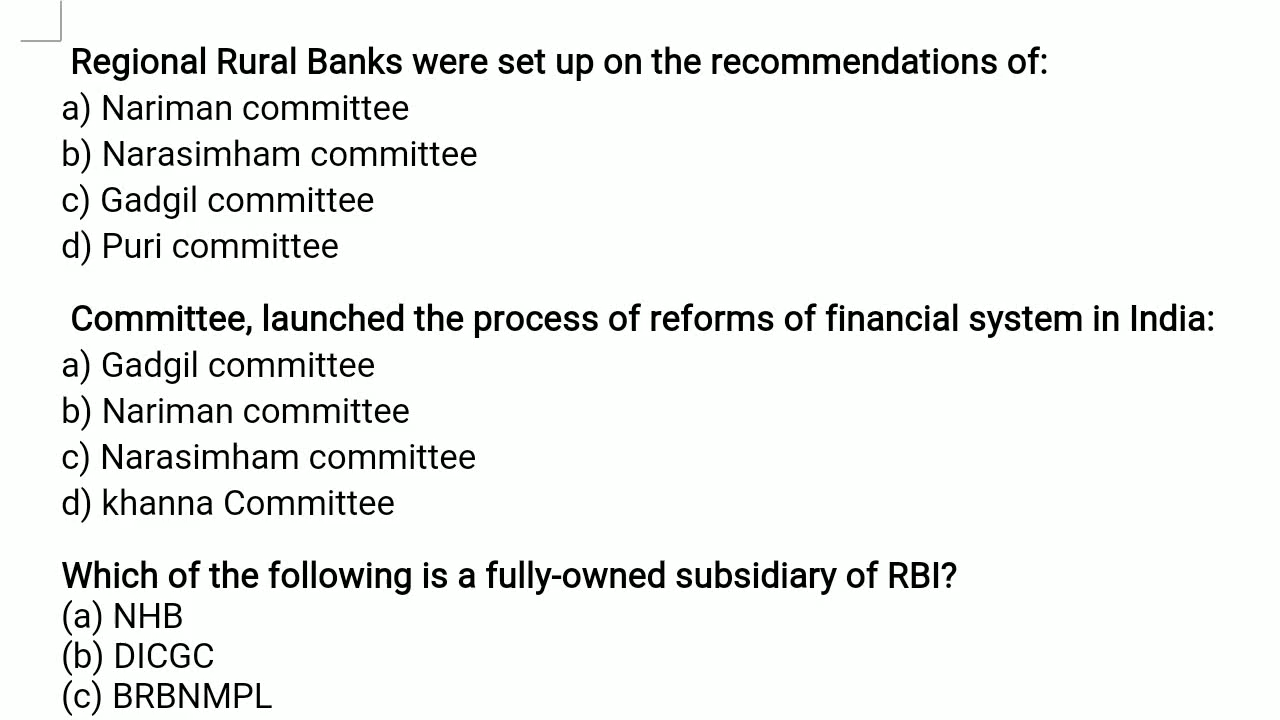 Regional Rural Banks were set up on the recommendations of:
a) Nariman committee
b) Narasimham committee
c) Gadgil committee
d) Puri committee
Committee, launched the process of reforms of financial system in India:
a) Gadgil committee
b) Nariman committee
c) Narasimham committee
d) khanna Committee
Which of the following is a fully-owned subsidiary of RBI?
(a) NHB
(b) DICGC
(c) BRBNMPL